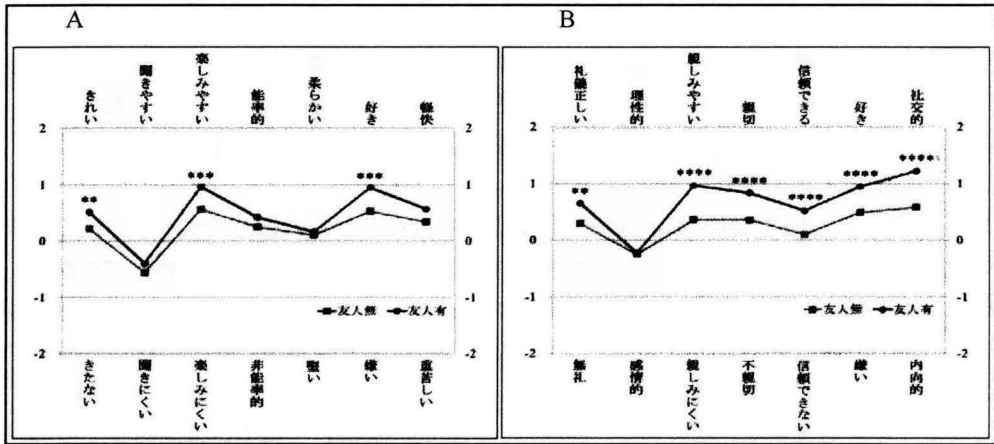 A
B
きれい
聞きやすい
楽しみやすい
能率的
柔らかい
好き
軽快
2
1
0
-1
-2
2
1
0
-1
-2
**
***
***
友人無
友人有
きたない
聞きにくい
楽しみにくい
非能率的
堅い
嫌い
重苦しい
礼儀正しい
理性的
親しみやすい
親切
信頼できる
好き
社交的
2
1
0
-1
-2
2
1
0
-1
-2
**
****
****
****
****
****
友人無
友人有
無礼
感情的
親しみにくい
不親切
信頼できない
嫌い
内向的